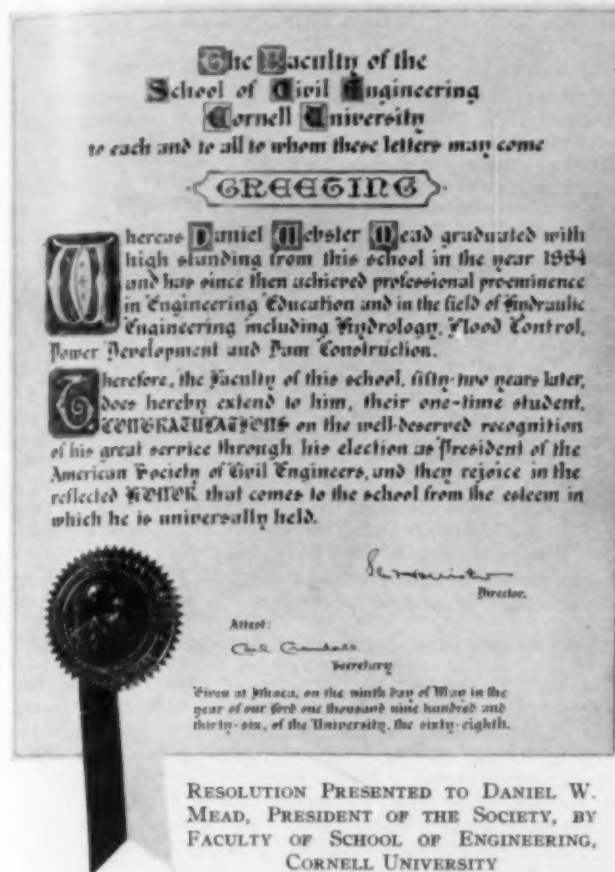 The Faculty of the
School of Civil Engineering
Cornell University
to each and to all to whom these letters may come
GREETING
Whereas Daniel Webster Mead graduated with
high standing from this school in the year 1884
and has since then achieved professional pre-eminence
in Engineering Education and in the field of Hydraulic
Engineering including Hydrology, Flood Control,
Power Development and Dam Construction.
Therefore, the Faculty of this school, fifty-two years later,
does hereby extend to him, their one-time student,
CONGRATULATIONS on the well-deserved recognition
of his great service through his election as President of the
American Society of Civil Engineers, and they rejoice in the
reflected HONOR that comes to the school from the esteem in
which he is universally held.
Director.
Attest:
Carl Crandall
Secretary
Given at Ithaca, on the ninth day of May in the
year of our Lord one thousand nine hundred and
thirty-six, of the University, the sixty-eighth.
RESOLUTION PRESENTED TO DANIEL W.
MEAD, PRESIDENT OF THE SOCIETY, BY
FACULTY OF SCHOOL OF ENGINEERING,
CORNELL UNIVERSITY